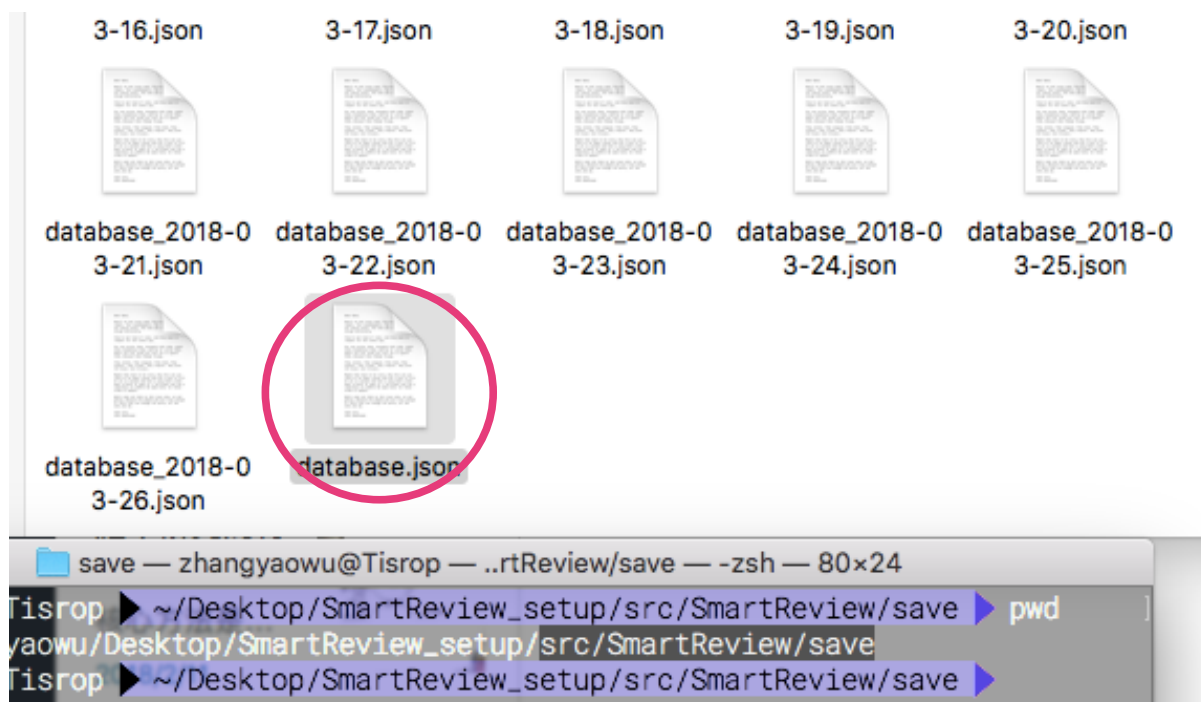 3-16.json 3-17.json 3-18.json 3-19.json 3-20.json
database_2018-0 database_2018-0 database_2018-0 database_2018-0 database_2018-0
3-21.json 3-22.json 3-23.json 3-24.json 3-25.json
database_2018-0 database.json
3-26.json
save — zhangyaowu@Tisrop — ..rtReview/save — -zsh — 80×24
Tisrop ~/Desktop/SmartReview_setup/src/SmartReview/save pwd ]
yaowu/Desktop/SmartReview_setup/src/SmartReview/save
Tisrop ~/Desktop/SmartReview_setup/src/SmartReview/save